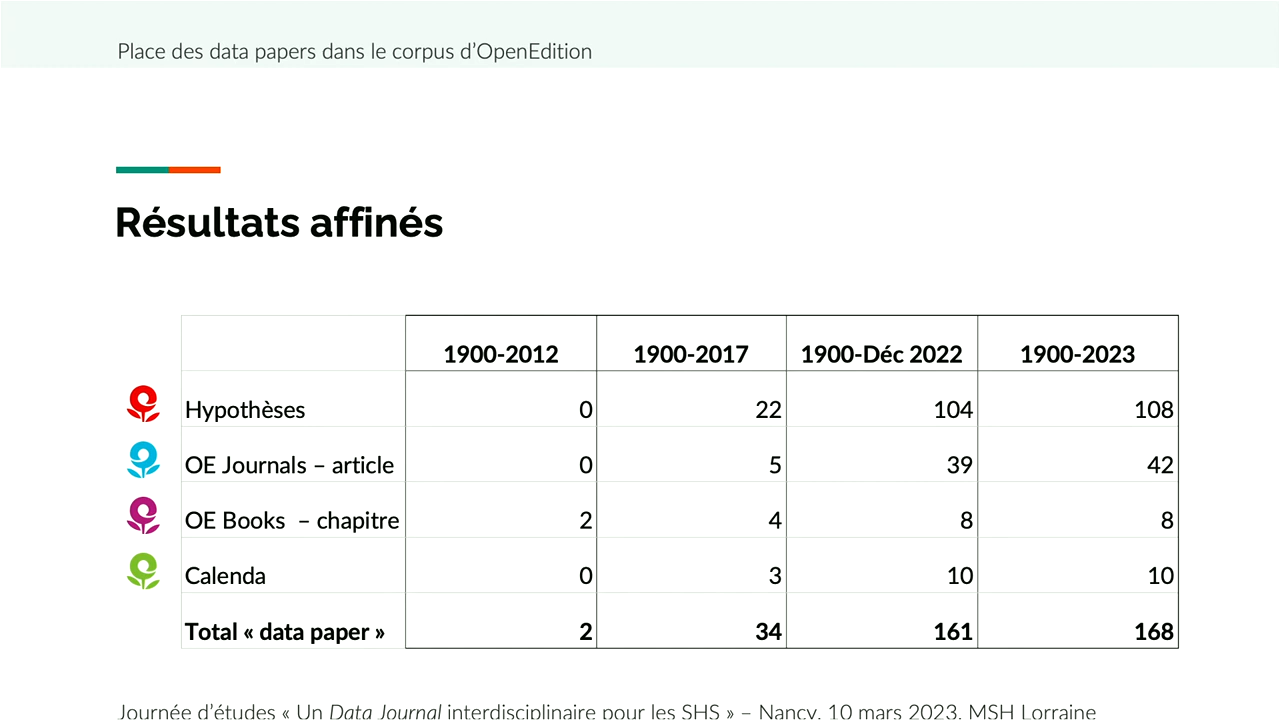 Place des data papers dans le corpus d’OpenEdition
Résultats affinés
1900-2012 1900-2017 1900-Déc 2022 1900-2023
Hypothèses 0 22 104 108
OE Journals – article 0 5 39 42
OE Books – chapitre 2 4 8 8
Calenda 0 3 10 10
Total « data paper » 2 34 161 168
Journée d’études « Un Data Journal interdisciplinaire pour les SHS » – Nancy, 10 mars 2023, MSH Lorraine